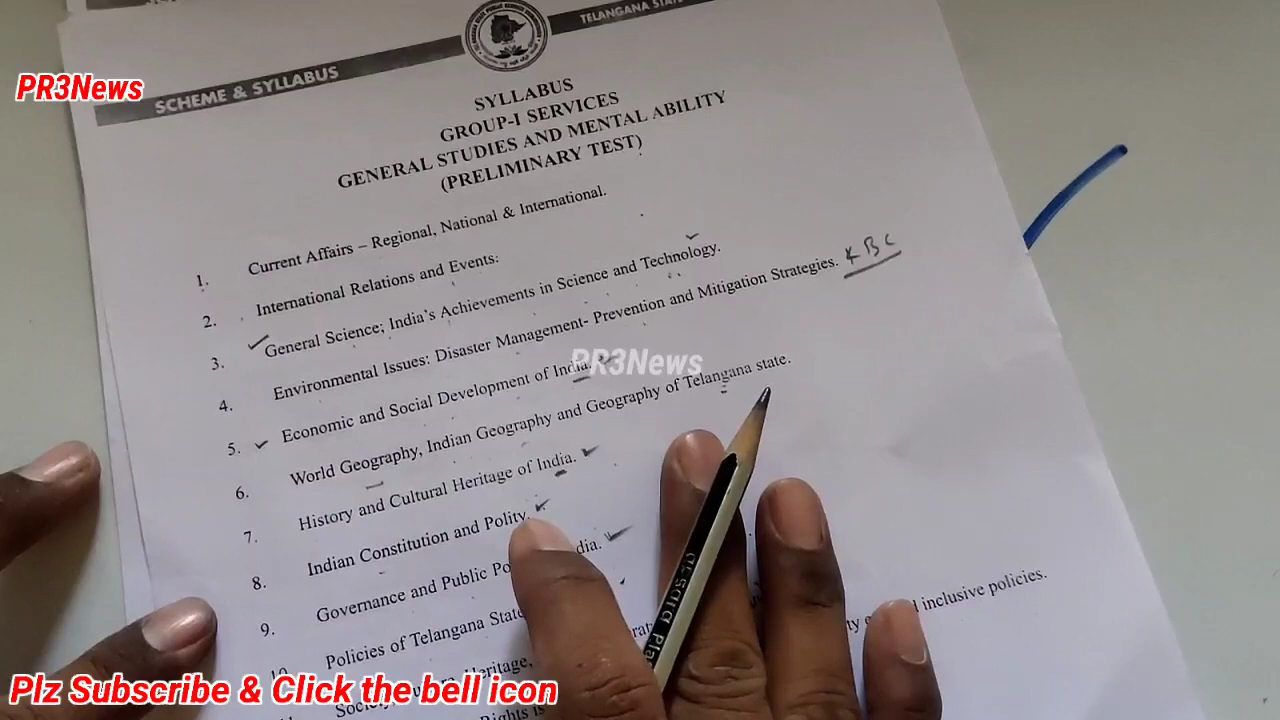 TELANGANA STATE
SCHEME & SYLLABUS
PR3News
SYLLABUS
GROUP-I SERVICES
GENERAL STUDIES AND MENTAL ABILITY
(PRELIMINARY TEST)
1. Current Affairs – Regional, National & International.
2. International Relations and Events:
3. General Science; India's Achievements in Science and Technology.
4. Environmental Issues: Disaster Management- Prevention and Mitigation Strategies. KBC
5. Economic and Social Development of India.
PR3News
6. World Geography, Indian Geography and Geography of Telangana state.
7. History and Cultural Heritage of India.
8. Indian Constitution and Polity.
9. Governance and Public dia.
10. Policies of Telangana State
Heritage, inclusive policies.
Rights
Plz Subscribe & Click the bell icon